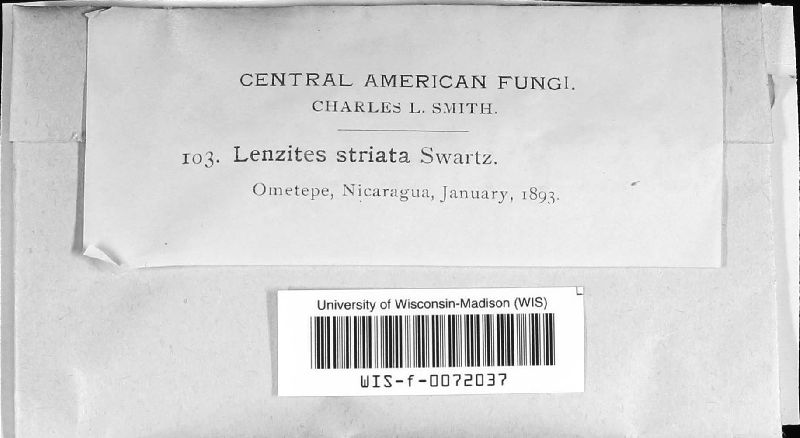 CENTRAL AMERICAN FUNGI.
CHARLES L. SMITH.
103. Lenzites striata Swartz.
Ometepe, Nicaragua, January, 1893.
University of Wisconsin-Madison (WIS)
WIS-f-0072037